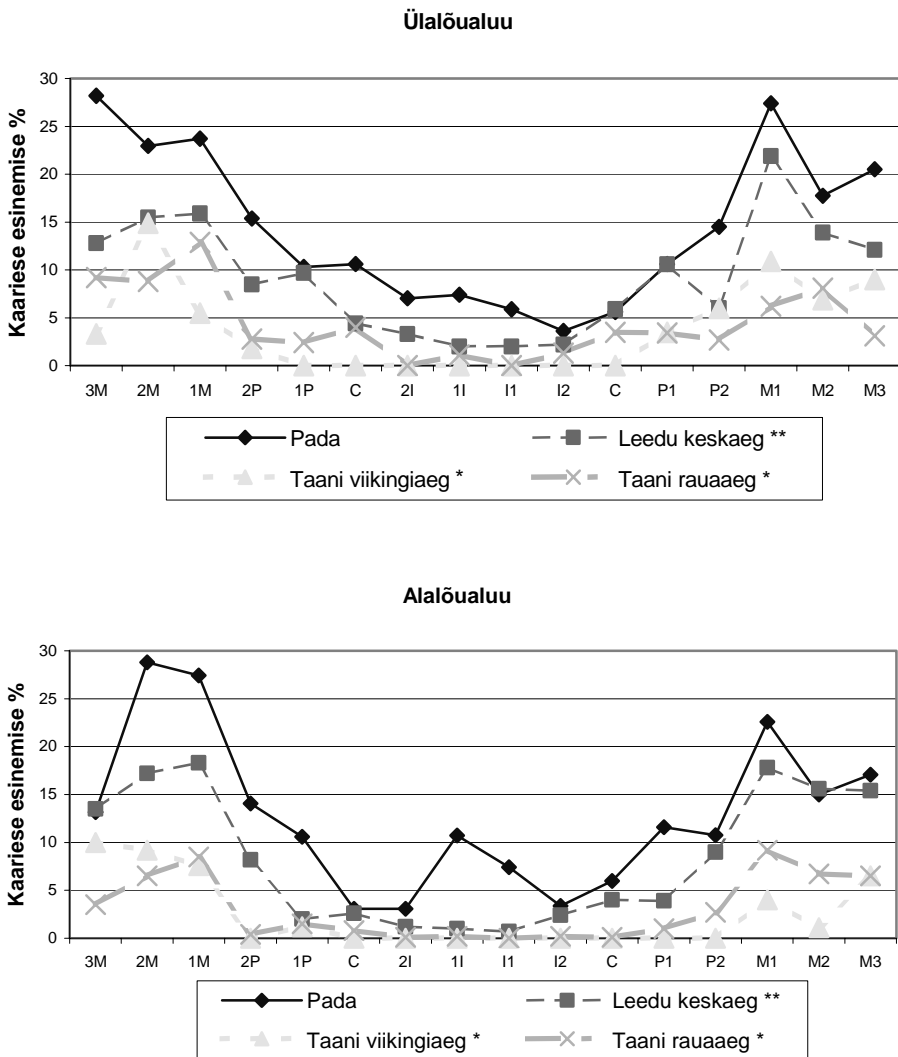 Ülalõualuu
Kaariese esinemise %
30
25
20
15
10
5
0
3M 2M 1M 2P 1P C 2I 1I I1 I2 C P1 P2 M1 M2 M3
Pada Leedu keskaeg **
Taani viikingiaeg * Taani rauaaeg *
Alalõualuu
Kaariese esinemise %
30
25
20
15
10
5
0
3M 2M 1M 2P 1P C 2I 1I I1 I2 C P1 P2 M1 M2 M3
Pada Leedu keskaeg **
Taani viikingiaeg * Taani rauaaeg *